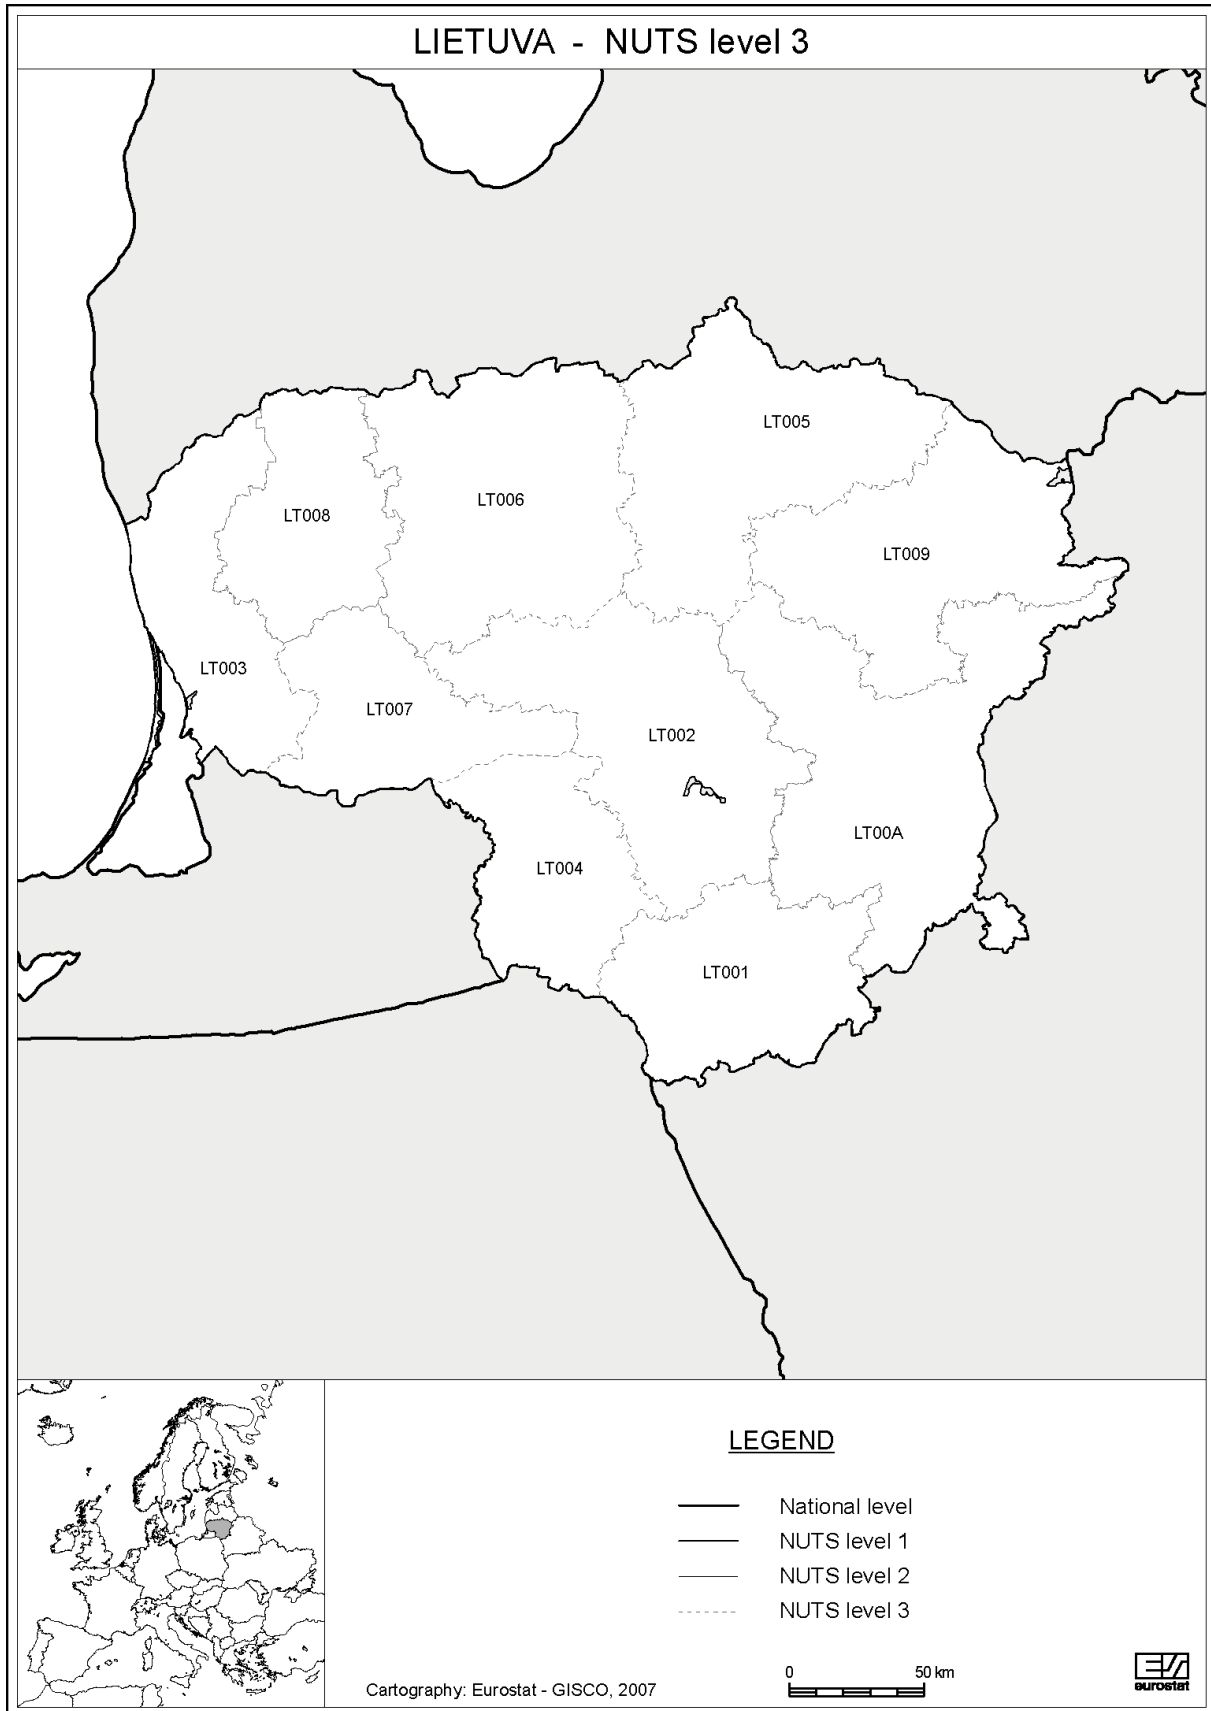 LIETUVA - NUTS level 3
LT005
LT006
LT008
LT009
LT003
LT007
LT002
LT00A
LT004
LT001
LEGEND
National level
NUTS level 1
NUTS level 2
NUTS level 3
0 50 km
Cartography: Eurostat - GISCO, 2007
eurostat